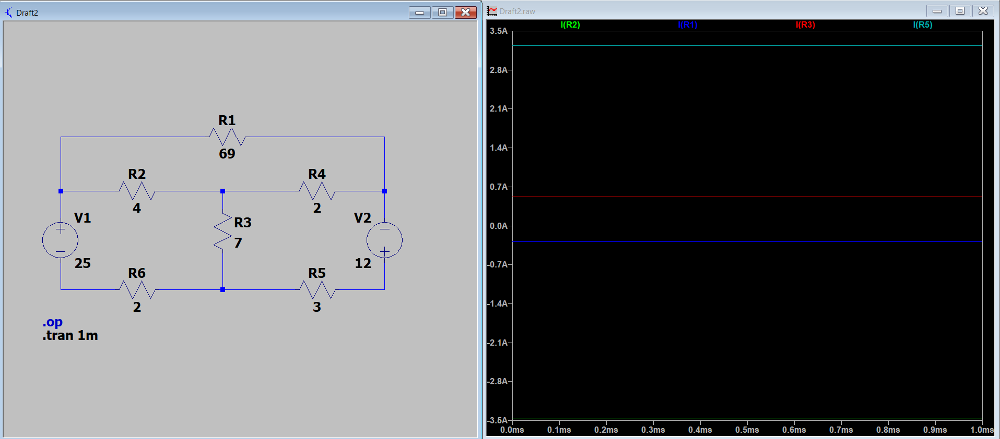 Draft2
R1
69
R2
4
R4
2
V1
25
R3
7
V2
12
R6
2
R5
3
.op
.tran 1m
Draft2.raw
I(R2) I(R1) I(R3) I(R5)
3.5A
2.8A
2.1A
1.4A
0.7A
0.0A
-0.7A
-1.4A
-2.1A
-2.8A
-3.5A
0.0ms 0.1ms 0.2ms 0.3ms 0.4ms 0.5ms 0.6ms 0.7ms 0.8ms 0.9ms 1.0ms